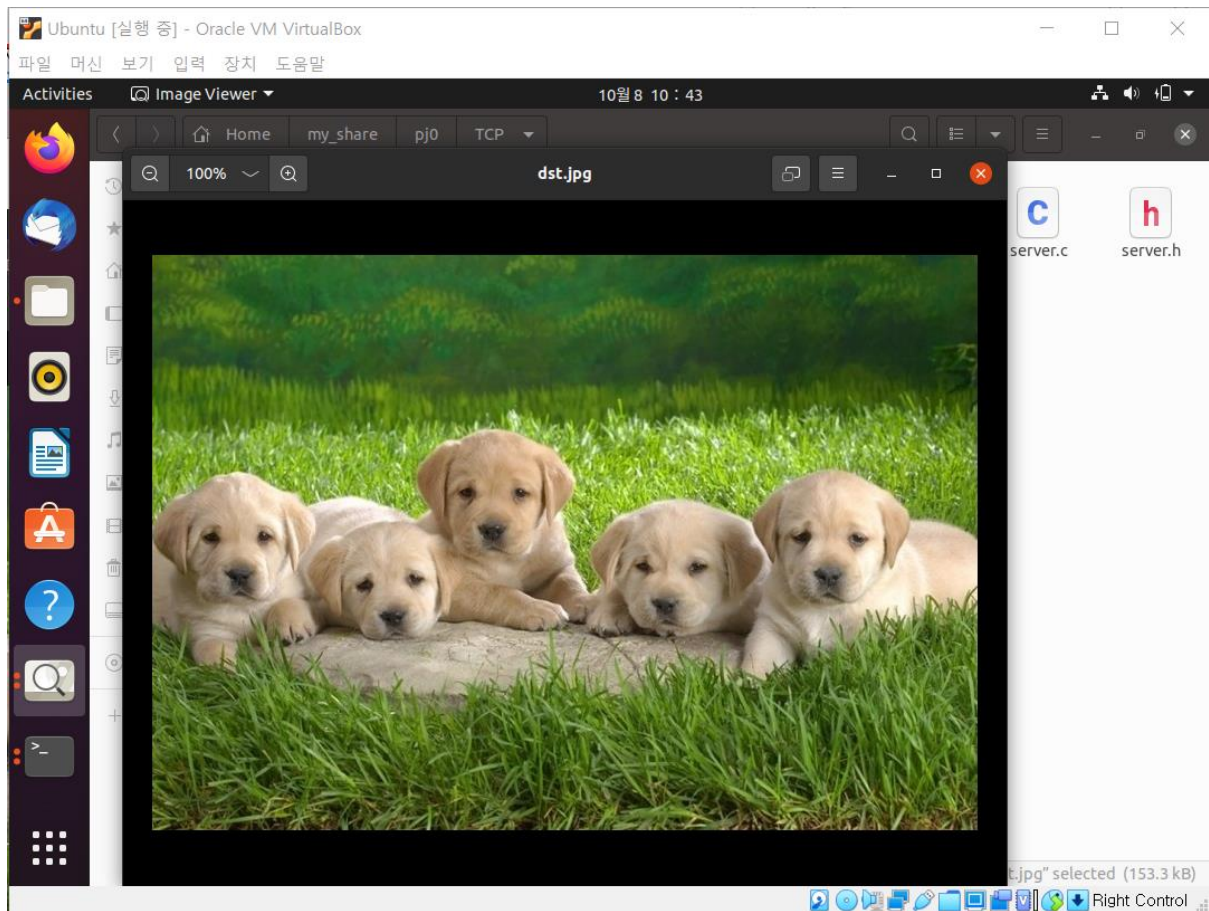 Ubuntu [실행 중] - Oracle VM VirtualBox
파일 머신 보기 입력 장치 도움말
Activities Image Viewer 10월 8 10 : 43
Home my_share pj0 TCP
100% dst.jpg
C h
server.c server.h
A
?
>_
t.jpg" selected (153.3 kB)
Right Control